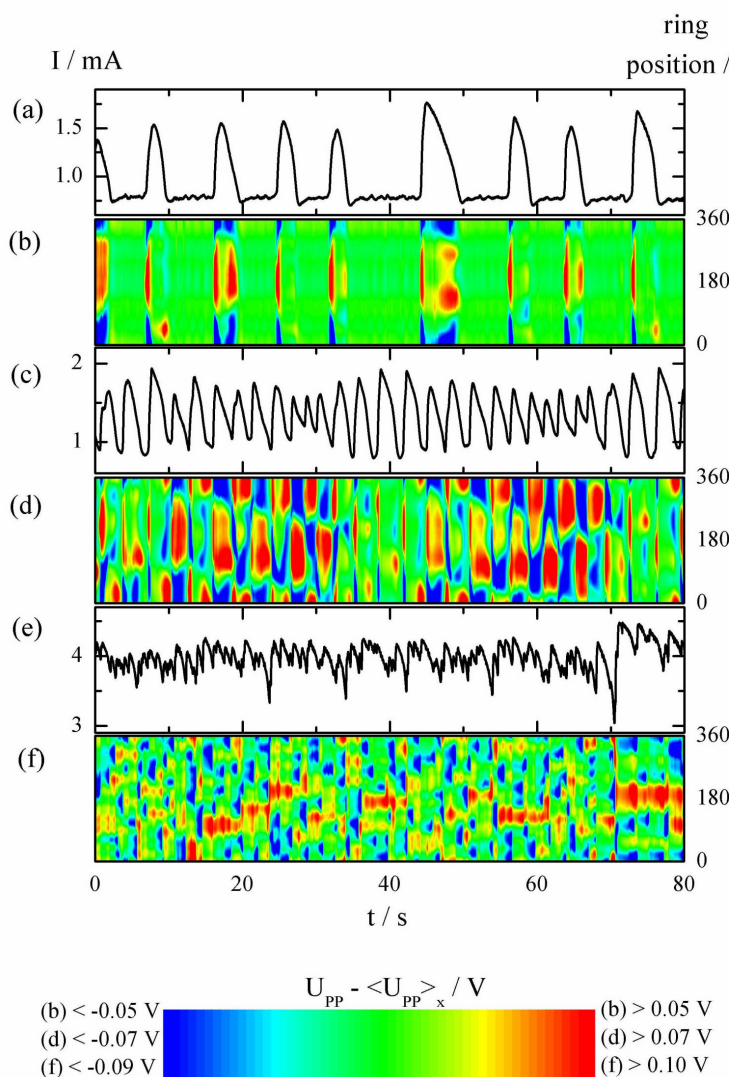 ring
I / mA
position /
(a)
1.5
1.0
360
(b)
180
0
(c)
2
1
360
(d)
180
0
(e)
4
3
360
(f)
180
0
0 20 40 60 80
t / s
U_PP - <U_PP>_x / V
(b) < -0.05 V
(b) > 0.05 V
(d) < -0.07 V
(d) > 0.07 V
(f) < -0.09 V
(f) > 0.10 V